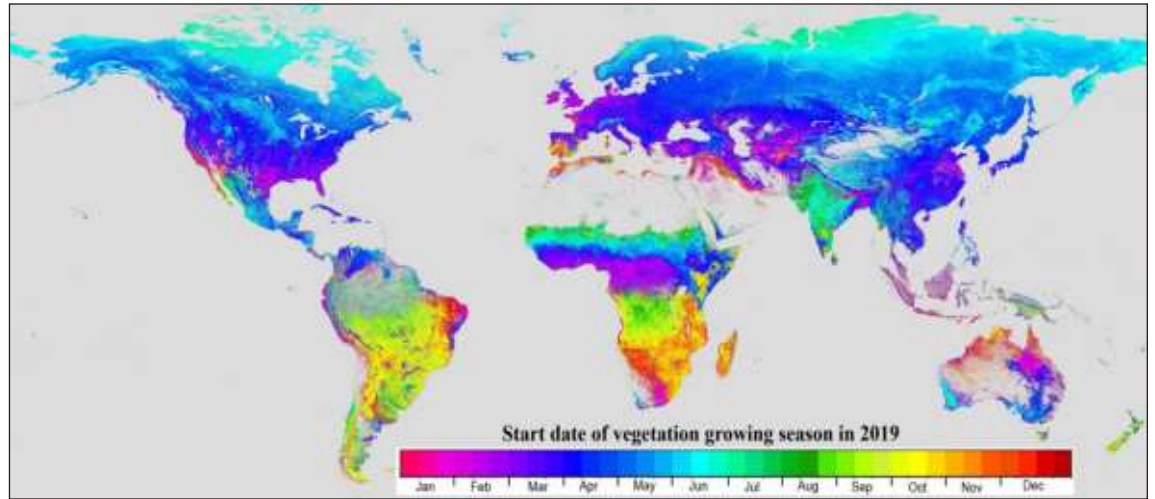 Start date of vegetation growing season in 2019
Jan Feb Mar Apr May Jun Jul Aug Sep Oct Nov Dec